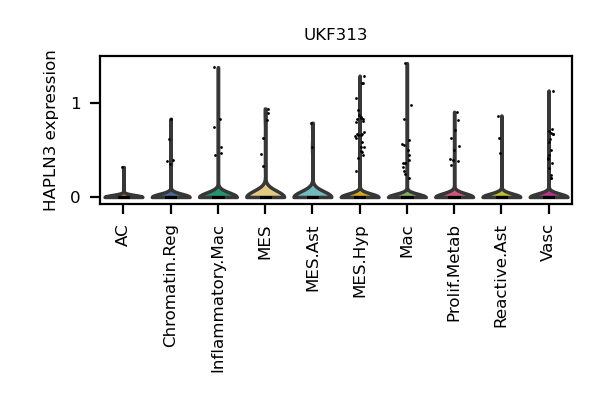 UKF313
HAPLN3 expression
1
0
AC
Chromatin.Reg
Inflammatory.Mac
MES
MES.Ast
MES.Hyp
Mac
Prolif.Metab
Reactive.Ast
Vasc